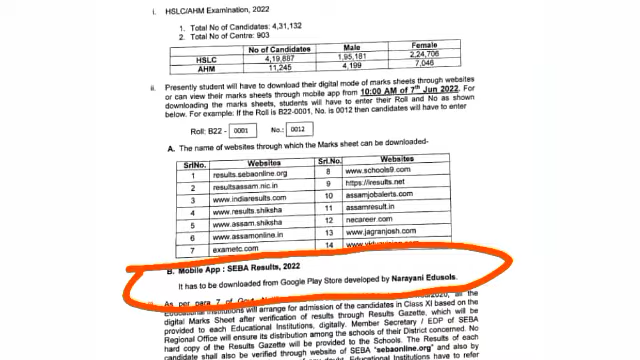 i. HSLC/AHM Examination, 2022
1. Total No of Candidates: 4,31,132
2. Total No of Centre: 903
No of Candidates Male Female
HSLC 4,19,887 1,95,181 2,24,706
AHM 11,245 4,199 7,046
ii. Presently student will have to download their digital mode of marks sheets through websites
or can view their marks sheets through mobile app from 10:00 AM of 7th Jun 2022. For
downloading the marks sheets, students will have to enter their Roll and No as shown
below. For example: If the Roll is B22-0001, No. is 0012 then candidates will have to enter
Roll: B22 - 0001 No.: 0012
A. The name of websites through which the Marks sheet can be downloaded-
SrlNo. Websites Srl.No. Websites
1 results.sebaonline.org 8 www.schools9.com
2 resultsassam.nic.in 9 https://iresults.net
3 www.indiaresults.com 10 assamjobalerts.com
4 www.results.shiksha 11 assamresult.in
5 www.assam.shiksha 12 necareer.com
6 www.assamonline.in 13 www.jagranjosh.com
7 exametc.com 14
B. Mobile App : SEBA Results, 2022
It has to be downloaded from Google Play Store developed by Narayani Edusols.
As per para 7 of Govt.
Educational Institutions will arrange for admission of the candidates in Class XI based on the
digital Marks Sheet after verification of results through Results Gazette, which will be
provided to each Educational Institutions, digitally. Member Secretary / EDP of SEBA
Regional Office will ensure its distribution among the schools of their District concerned. No
hard copy of the Results Gazette will be provided to the Schools. The Results of each
candidate shall also be verified through website of SEBA "sebaonline.org" and also by
Educational Institutions have to refer